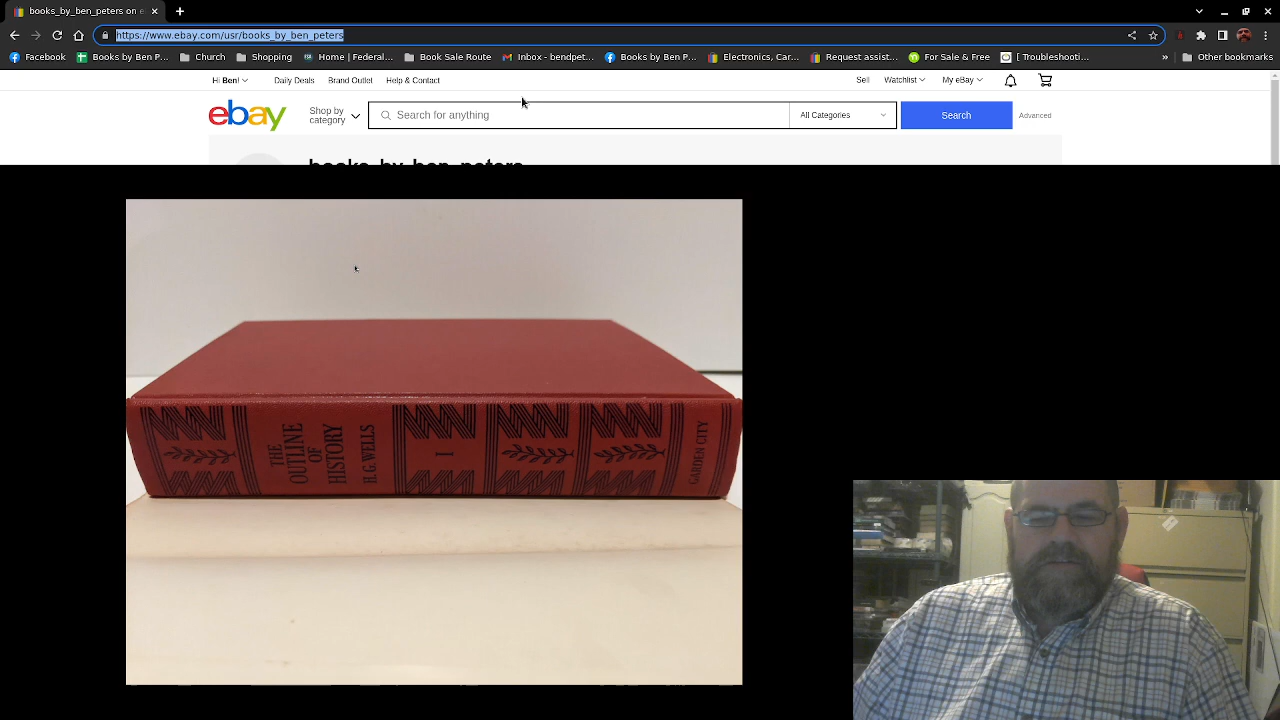 books_by_ben_peters on e
https://www.ebay.com/usr/books_by_ben_peters
Facebook
Books by Ben P...
Church
Shopping
Home | Federal...
Book Sale Route
Inbox - bendpet...
Books by Ben P...
Electronics, Car...
Request assist...
For Sale & Free
[ Troubleshooti...
»
Other bookmarks
Hi Ben!
Daily Deals
Brand Outlet
Help & Contact
Sell
Watchlist
My eBay
ebay
Shop by
category
Search for anything
All Categories
Search
Advanced
books_by_ben_peters
THE
OUTLINE
OF
HISTORY
H. G. WELLS
I
GARDEN CITY